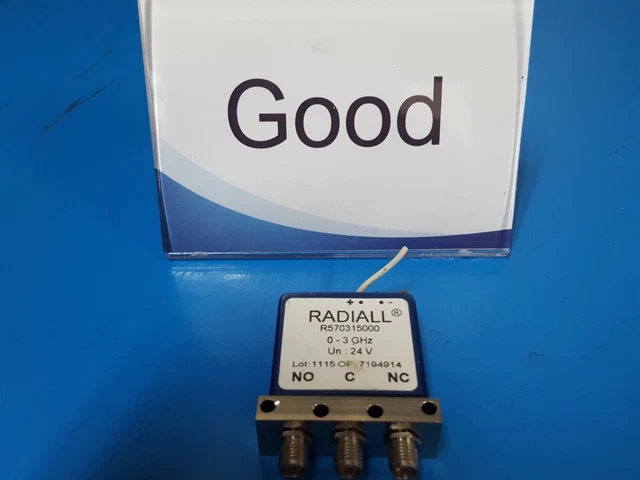 Good
+ -
RADIALL®
R570315000
0 - 3 GHz
Un : 24 V
Lot: 1115 OF: 7194914
NO C NC